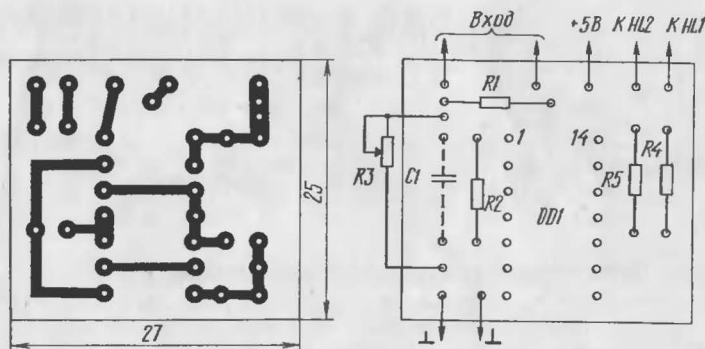 Вход
+5В К HL2 К HL1
R1
1
14
R3
C1
R2
DD1
R5
R4
25
27
⊥ ⊥